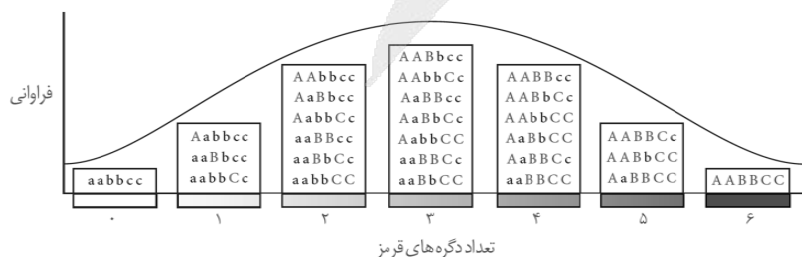 فراوانی
aabbcc
Aabbcc
aaBbcc
aabbCc
AAbbcc
AaBbcc
AabbCc
aaBBcc
aaBbCc
aabbCC
AABbcc
AAbbCc
AaBBcc
AaBbCc
AabbCC
aaBBCc
aaBbCC
AABBcc
AABbCc
AAbbCC
AaBbCC
AaBBCc
aaBBCC
AABBCc
AABbCC
AaBBCC
AABBCC
۰ ۱ ۲ ۳ ۴ ۵ ۶
تعداد دگره‌های قرمز